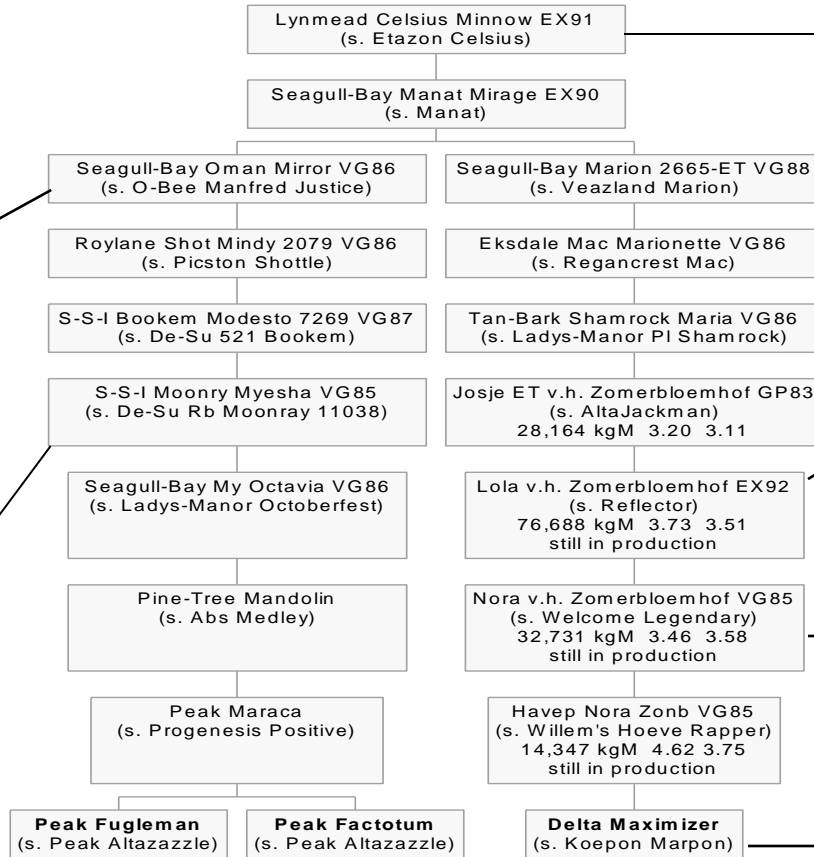 Lynmead Celsius Minnow EX91
(s. Etazon Celsius)
Seagull-Bay Manat Mirage EX90
(s. Manat)
Seagull-Bay Oman Mirror VG86
(s. O-Bee Manfred Justice)
Roylane Shot Mindy 2079 VG86
(s. Picston Shottle)
S-S-I Bookem Modesto 7269 VG87
(s. De-Su 521 Bookem)
S-S-I Moonry Myesha VG85
(s. De-Su Rb Moonray 11038)
Seagull-Bay My Octavia VG86
(s. Ladys-Manor Octoberfest)
Pine-Tree Mandolin
(s. Abs Medley)
Peak Maraca
(s. Progenesis Positive)
Peak Fugleman
(s. Peak Altazazzle)
Peak Factotum
(s. Peak Altazazzle)
Seagull-Bay Marion 2665-ET VG88
(s. Veazland Marion)
Eksdale Mac Marionette VG86
(s. Regancrest Mac)
Tan-Bark Shamrock Maria VG86
(s. Ladys-Manor Pl Shamrock)
Josje ET v.h. Zomerbloemhof GP83
(s. AltaJackman)
28,164 kgM 3.20 3.11
Lola v.h. Zomerbloemhof EX92
(s. Reflector)
76,688 kgM 3.73 3.51
still in production
Nora v.h. Zomerbloemhof VG85
(s. Welcome Legendary)
32,731 kgM 3.46 3.58
still in production
Havep Nora Zonb VG85
(s. Willem's Hoeve Rapper)
14,347 kgM 4.62 3.75
still in production
Delta Maximizer
(s. Koepon Marpon)